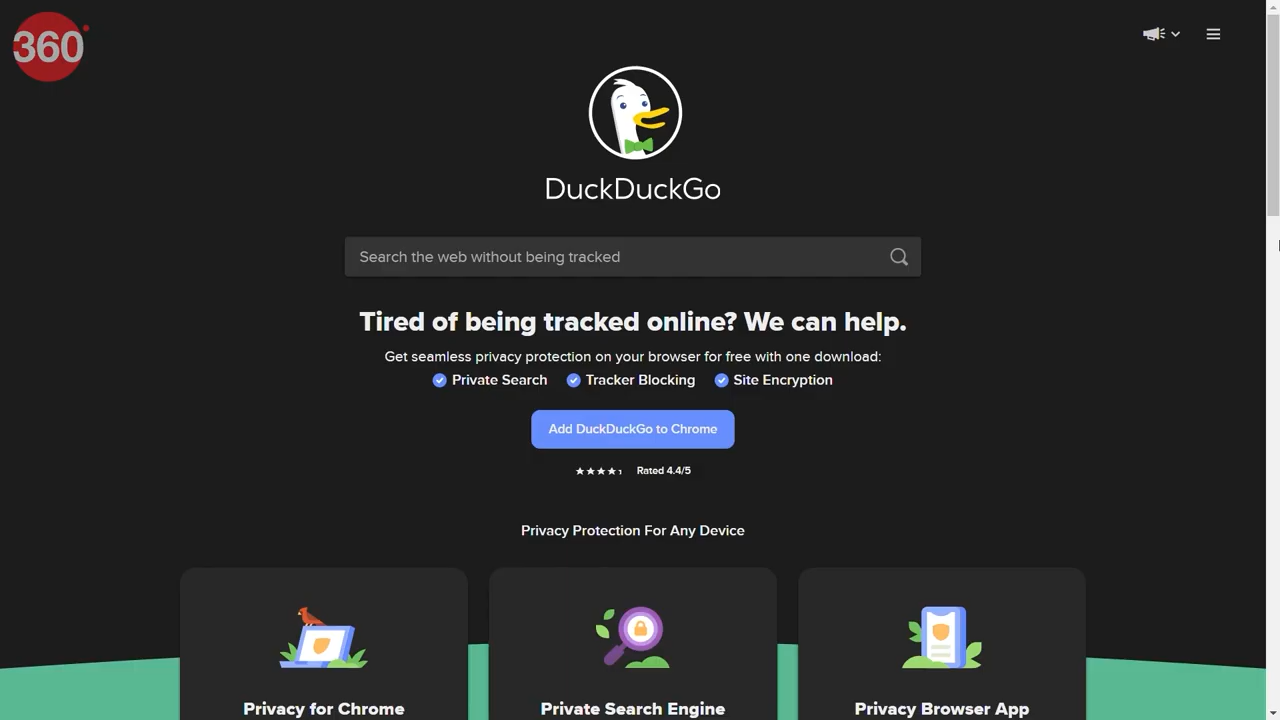 360
DuckDuckGo
Search the web without being tracked
Tired of being tracked online? We can help.
Get seamless privacy protection on your browser for free with one download:
Private Search Tracker Blocking Site Encryption
Add DuckDuckGo to Chrome
Rated 4.4/5
Privacy Protection For Any Device
Privacy for Chrome
Private Search Engine
Privacy Browser App